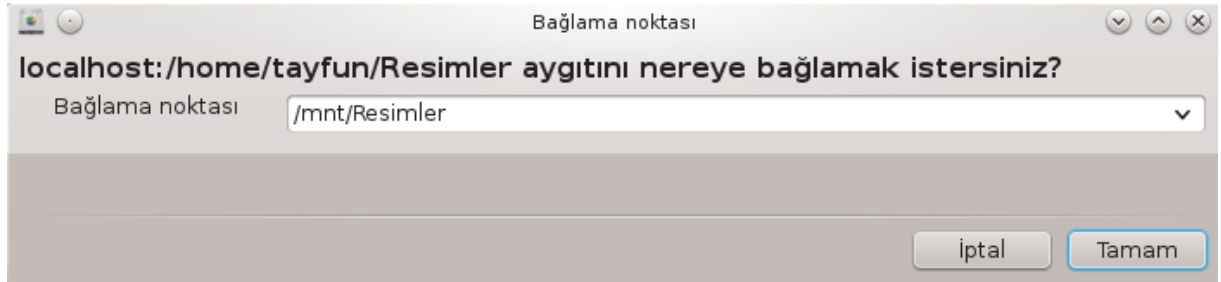 Bağlama noktası
localhost:/home/tayfun/Resimler aygıtını nereye bağlamak istersiniz?
Bağlama noktası /mnt/Resimler
İptal Tamam